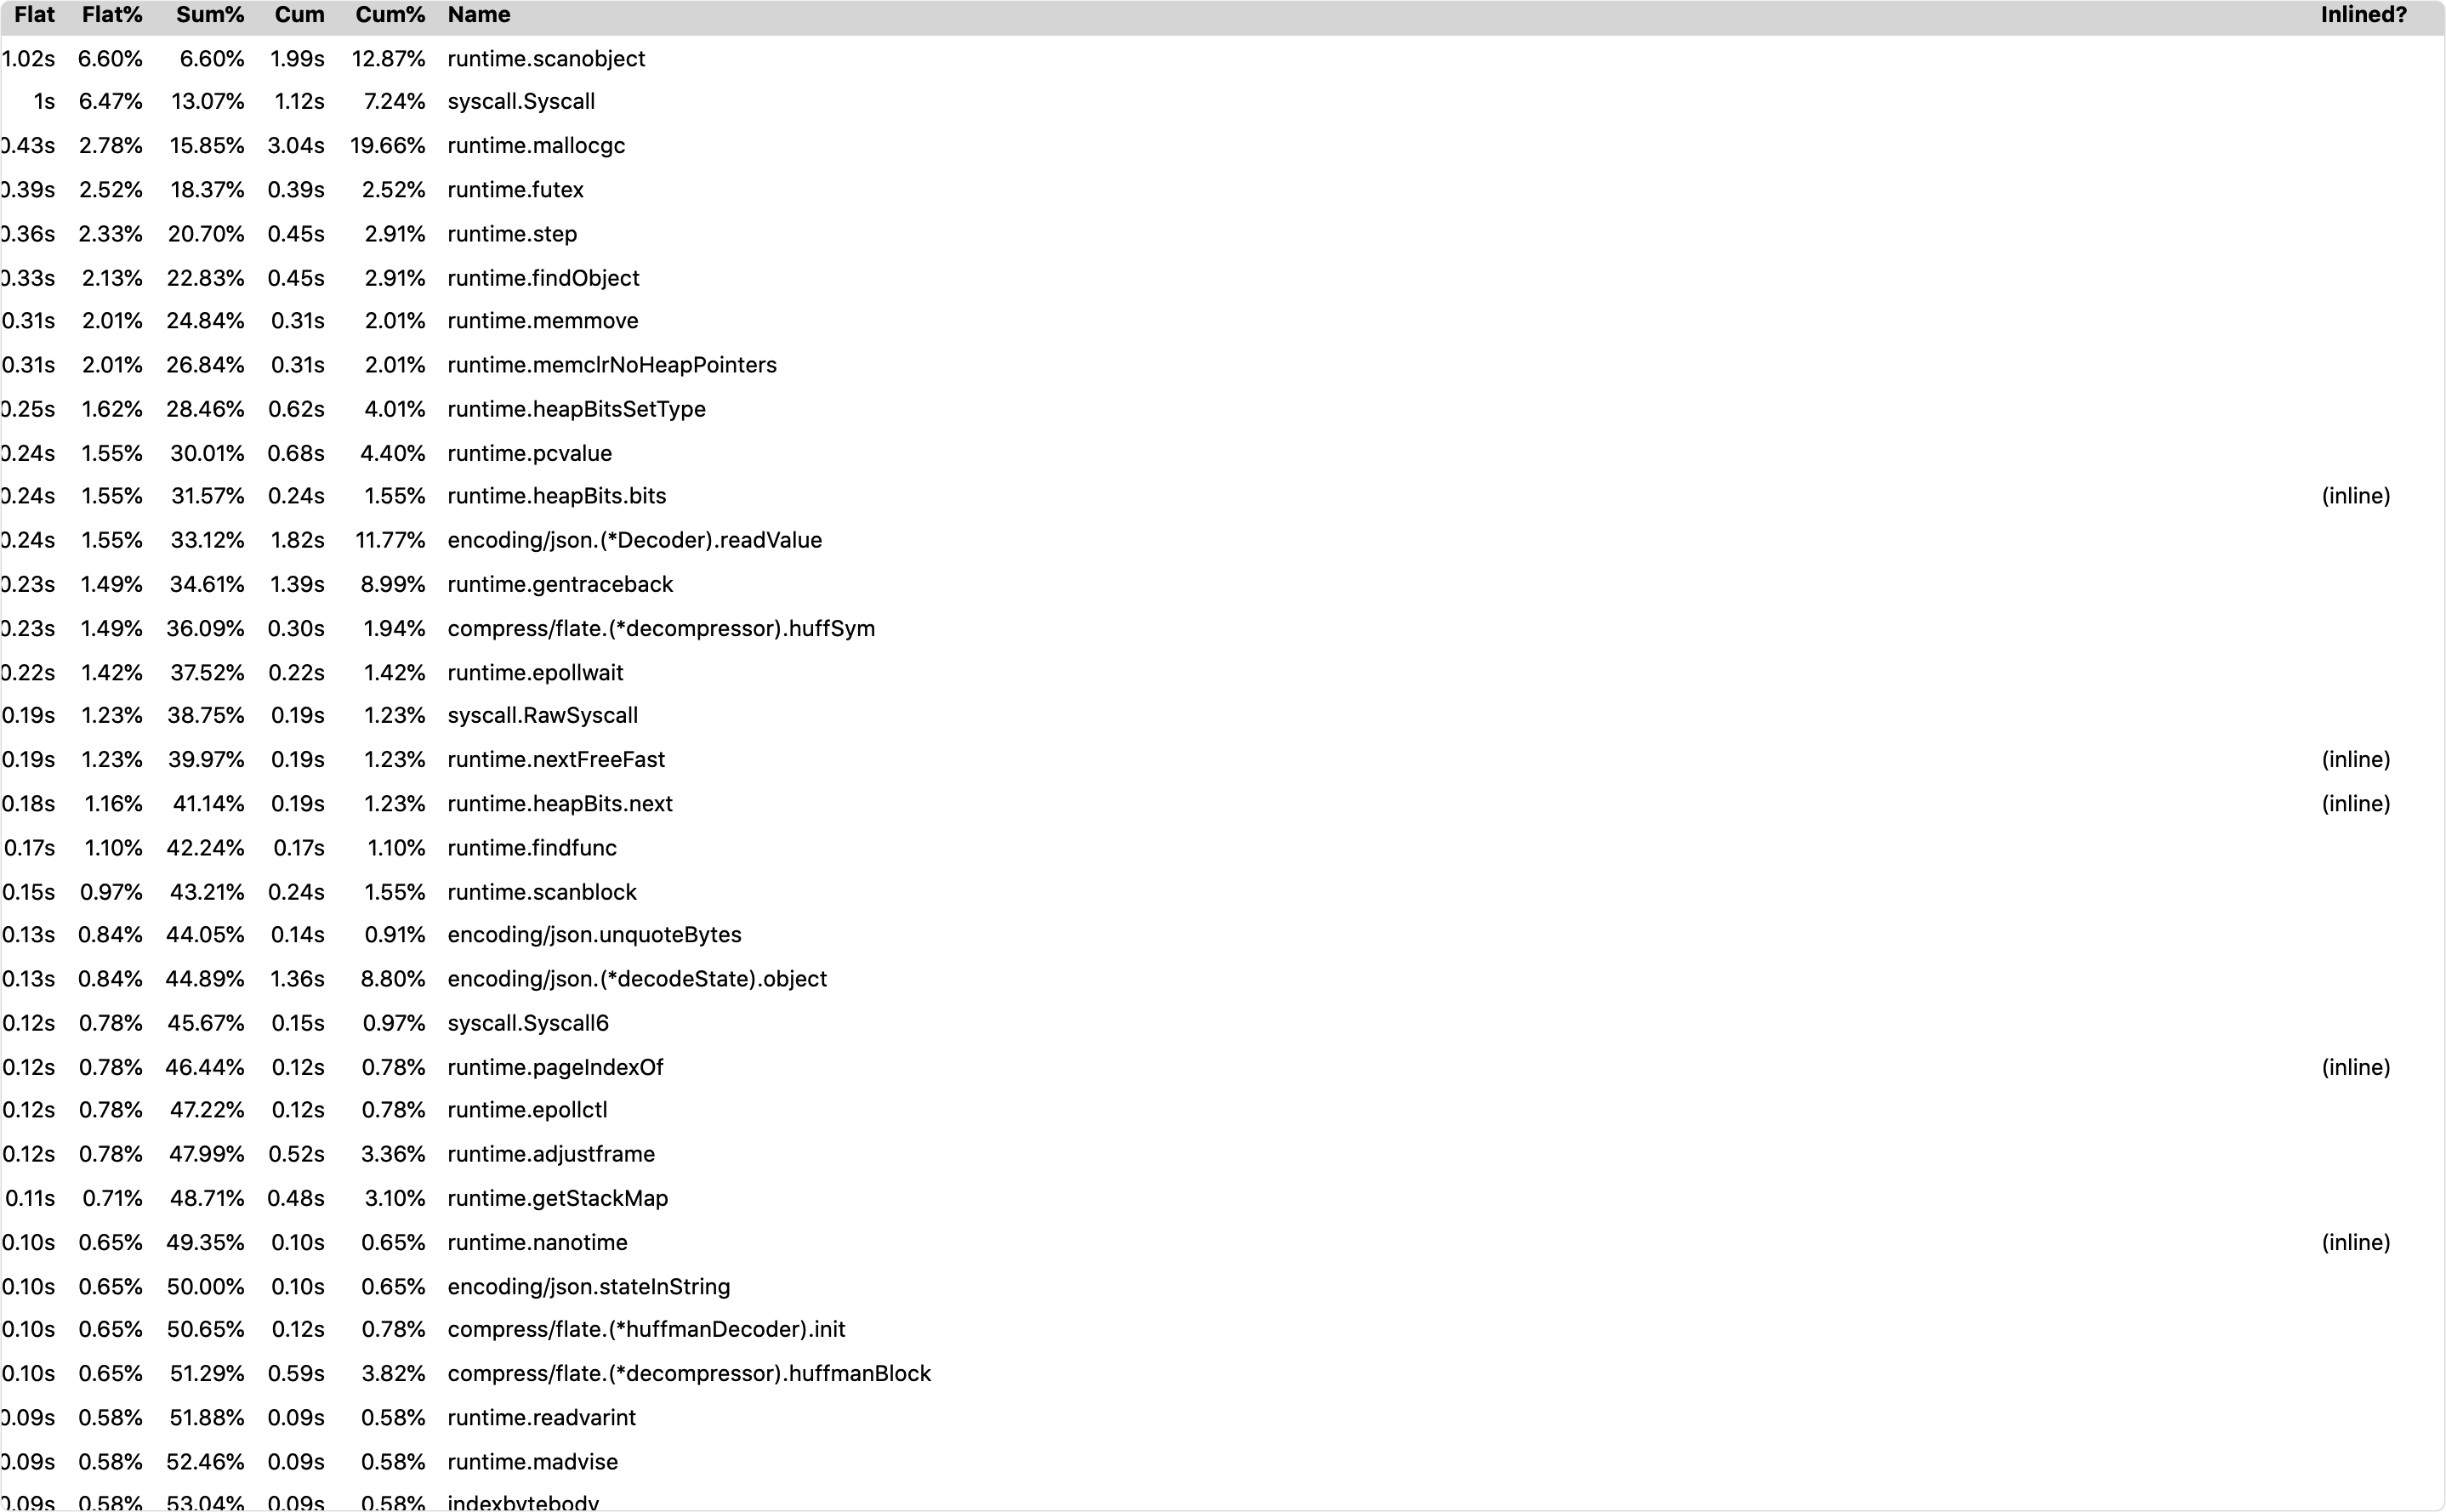 Flat Flat% Sum% Cum Cum% Name Inlined?
1.02s 6.60% 6.60% 1.99s 12.87% runtime.scanobject
1s 6.47% 13.07% 1.12s 7.24% syscall.Syscall
0.43s 2.78% 15.85% 3.04s 19.66% runtime.mallocgc
0.39s 2.52% 18.37% 0.39s 2.52% runtime.futex
0.36s 2.33% 20.70% 0.45s 2.91% runtime.step
0.33s 2.13% 22.83% 0.45s 2.91% runtime.findObject
0.31s 2.01% 24.84% 0.31s 2.01% runtime.memmove
0.31s 2.01% 26.84% 0.31s 2.01% runtime.memclrNoHeapPointers
0.25s 1.62% 28.46% 0.62s 4.01% runtime.heapBitsSetType
0.24s 1.55% 30.01% 0.68s 4.40% runtime.pcvalue
0.24s 1.55% 31.57% 0.24s 1.55% runtime.heapBits.bits (inline)
0.24s 1.55% 33.12% 1.82s 11.77% encoding/json.(*Decoder).readValue
0.23s 1.49% 34.61% 1.39s 8.99% runtime.gentraceback
0.23s 1.49% 36.09% 0.30s 1.94% compress/flate.(*decompressor).huffSym
0.22s 1.42% 37.52% 0.22s 1.42% runtime.epollwait
0.19s 1.23% 38.75% 0.19s 1.23% syscall.RawSyscall
0.19s 1.23% 39.97% 0.19s 1.23% runtime.nextFreeFast (inline)
0.18s 1.16% 41.14% 0.19s 1.23% runtime.heapBits.next (inline)
0.17s 1.10% 42.24% 0.17s 1.10% runtime.findfunc
0.15s 0.97% 43.21% 0.24s 1.55% runtime.scanblock
0.13s 0.84% 44.05% 0.14s 0.91% encoding/json.unquoteBytes
0.13s 0.84% 44.89% 1.36s 8.80% encoding/json.(*decodeState).object
0.12s 0.78% 45.67% 0.15s 0.97% syscall.Syscall6
0.12s 0.78% 46.44% 0.12s 0.78% runtime.pageIndexOf (inline)
0.12s 0.78% 47.22% 0.12s 0.78% runtime.epollctl
0.12s 0.78% 47.99% 0.52s 3.36% runtime.adjustframe
0.11s 0.71% 48.71% 0.48s 3.10% runtime.getStackMap
0.10s 0.65% 49.35% 0.10s 0.65% runtime.nanotime (inline)
0.10s 0.65% 50.00% 0.10s 0.65% encoding/json.stateInString
0.10s 0.65% 50.65% 0.12s 0.78% compress/flate.(*huffmanDecoder).init
0.10s 0.65% 51.29% 0.59s 3.82% compress/flate.(*decompressor).huffmanBlock
0.09s 0.58% 51.88% 0.09s 0.58% runtime.readvarint
0.09s 0.58% 52.46% 0.09s 0.58% runtime.madvise
0.09s 0.58% 53.04% 0.09s 0.58% indexbytebody